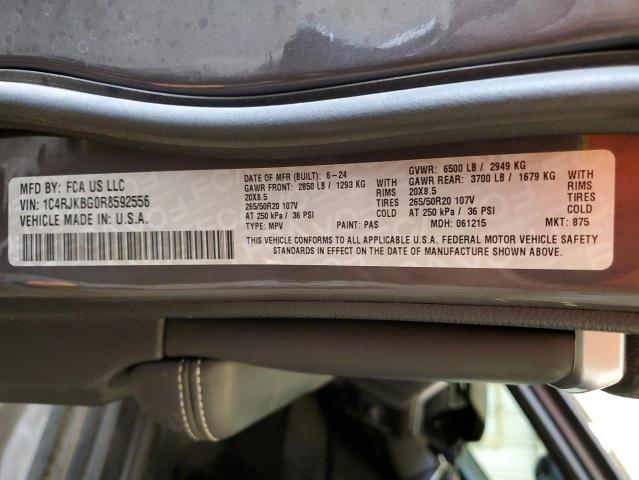 MFD BY: FCA US LLC
VIN: 1C4RJKBG0R8592556
VEHICLE MADE IN U.S.A.
DATE OF MFR (BUILT): 6-24 GVWR: 6500 LB / 2949 KG
GAWR FRONT: 2850 LB / 1293 KG WITH GAWR REAR: 3700 LB / 1679 KG WITH
20X8.5 RIMS 20X8.5 RIMS
265/50R20 107V TIRES 265/50R20 107V TIRES
AT 250 kPa / 36 PSI COLD AT 250 kPa / 36 PSI COLD
TYPE: MPV PAINT: PAS MDH: 061215 MKT: 875
THIS VEHICLE CONFORMS TO ALL APPLICABLE U.S.A. FEDERAL MOTOR VEHICLE SAFETY
STANDARDS IN EFFECT ON THE DATE OF MANUFACTURE SHOWN ABOVE.